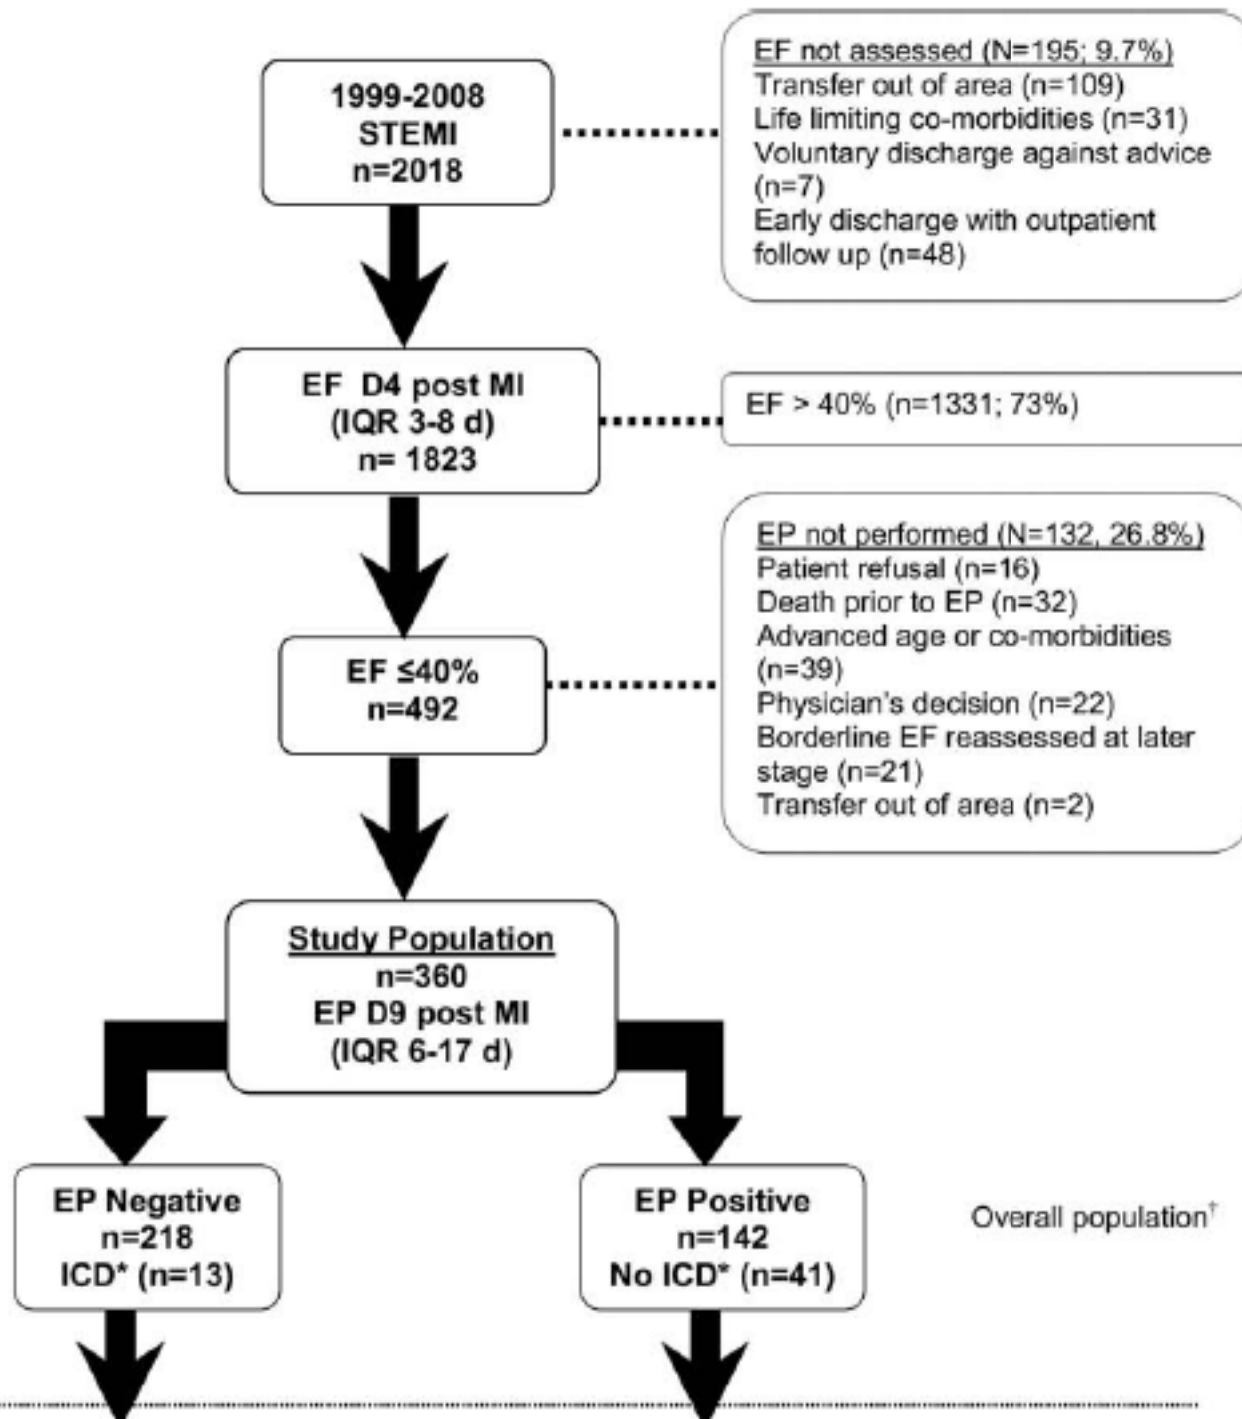 1999-2008
STEMI
n=2018
EF not assessed (N=195; 9.7%)
Transfer out of area (n=109)
Life limiting co-morbidities (n=31)
Voluntary discharge against advice
(n=7)
Early discharge with outpatient
follow up (n=48)
EF D4 post MI
(IQR 3-8 d)
n= 1823
EF > 40% (n=1331; 73%)
EP not performed (N=132, 26.8%)
Patient refusal (n=16)
Death prior to EP (n=32)
Advanced age or co-morbidities
(n=39)
Physician's decision (n=22)
Borderline EF reassessed at later
stage (n=21)
Transfer out of area (n=2)
EF ≤40%
n=492
Study Population
n=360
EP D9 post MI
(IQR 6-17 d)
EP Negative
n=218
ICD* (n=13)
EP Positive
n=142
No ICD* (n=41)
Overall population†